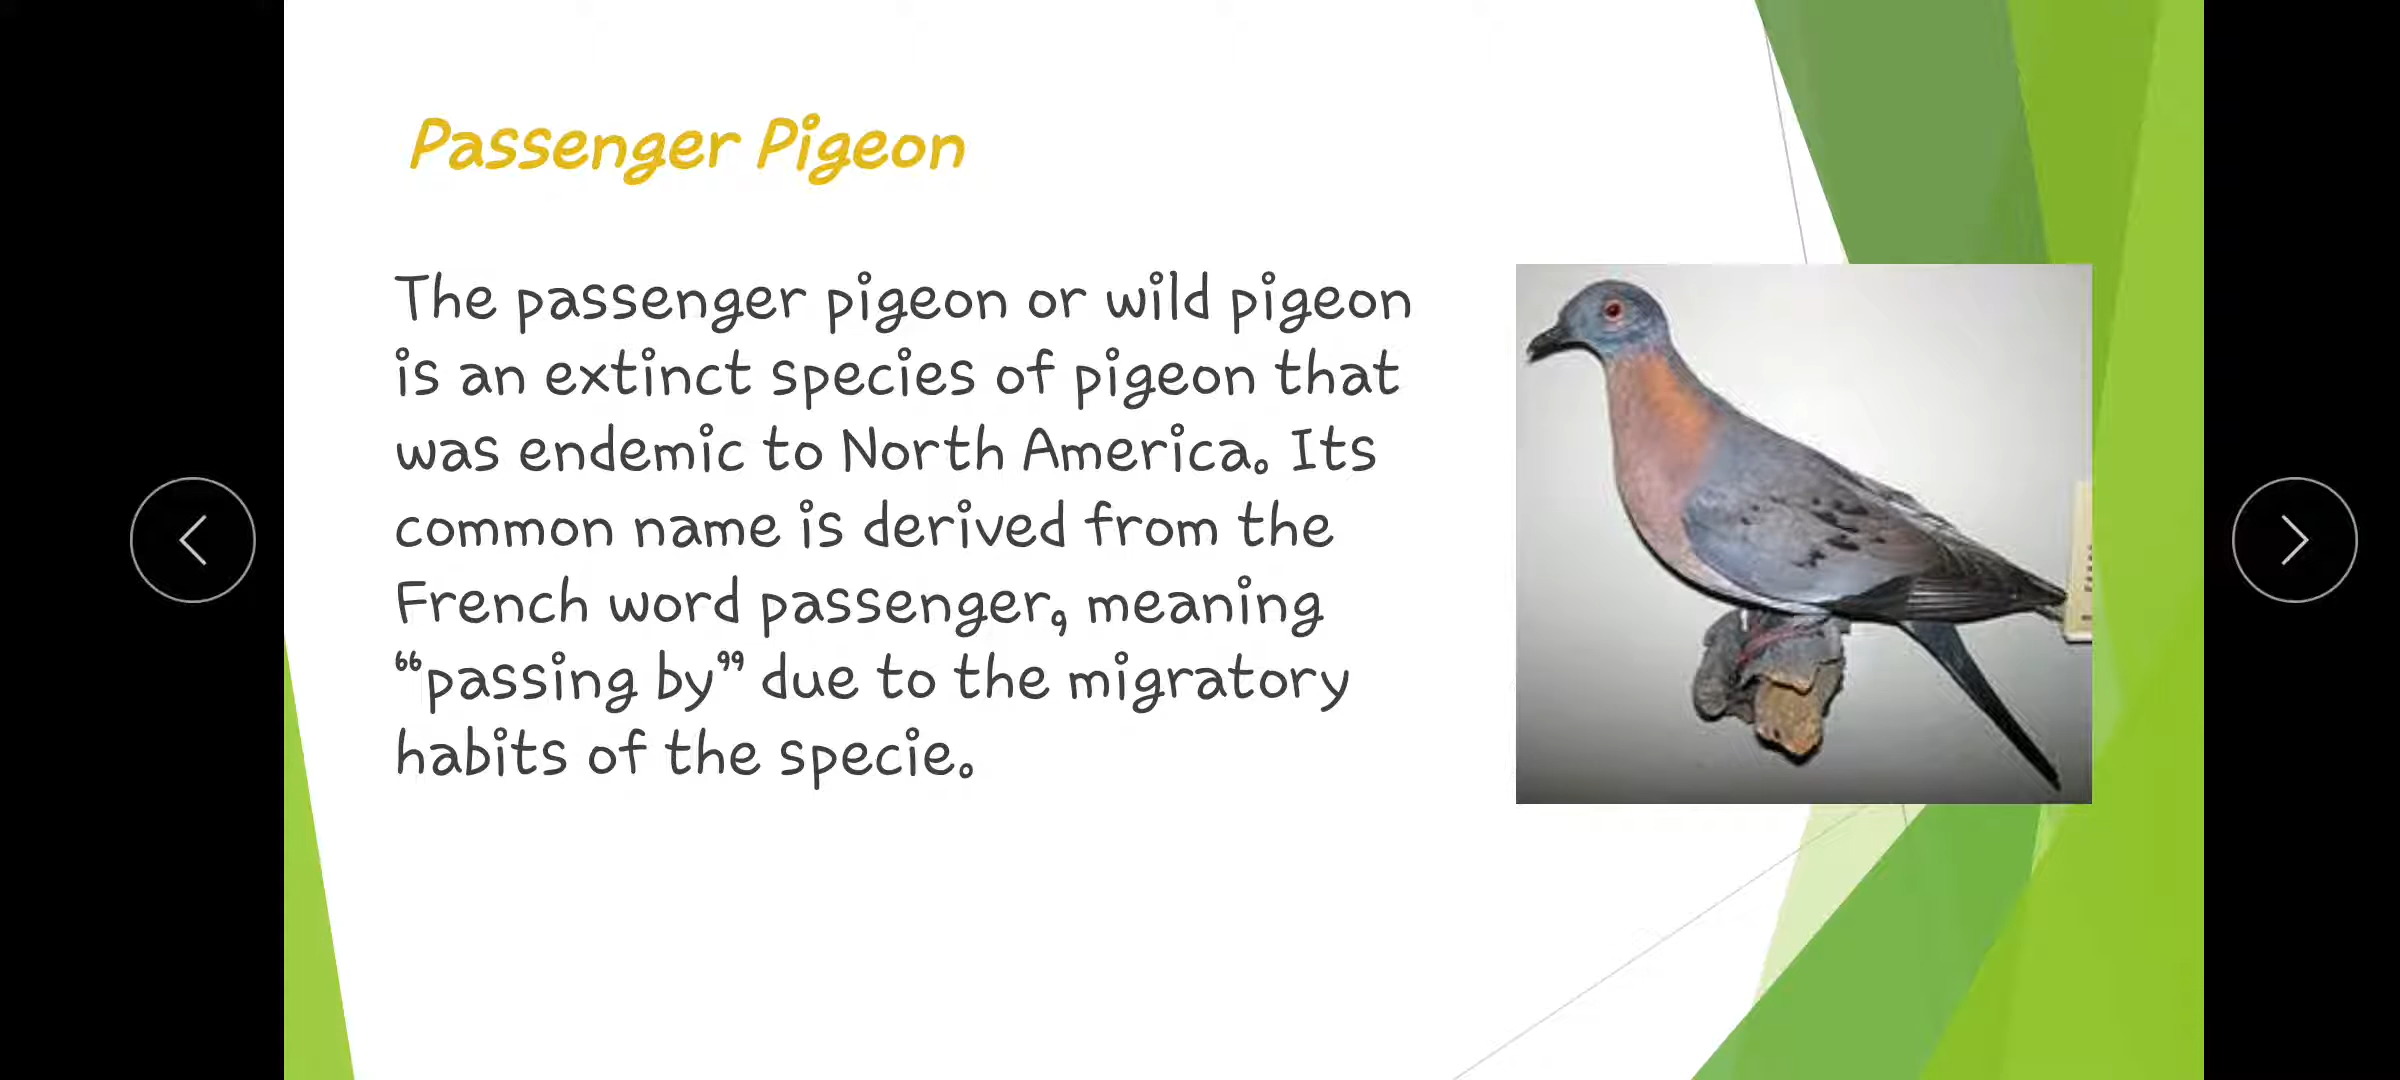 Passenger Pigeon
The passenger pigeon or wild pigeon
is an extinct species of pigeon that
was endemic to North America. Its
common name is derived from the
French word passenger, meaning
“passing by” due to the migratory
habits of the specie.